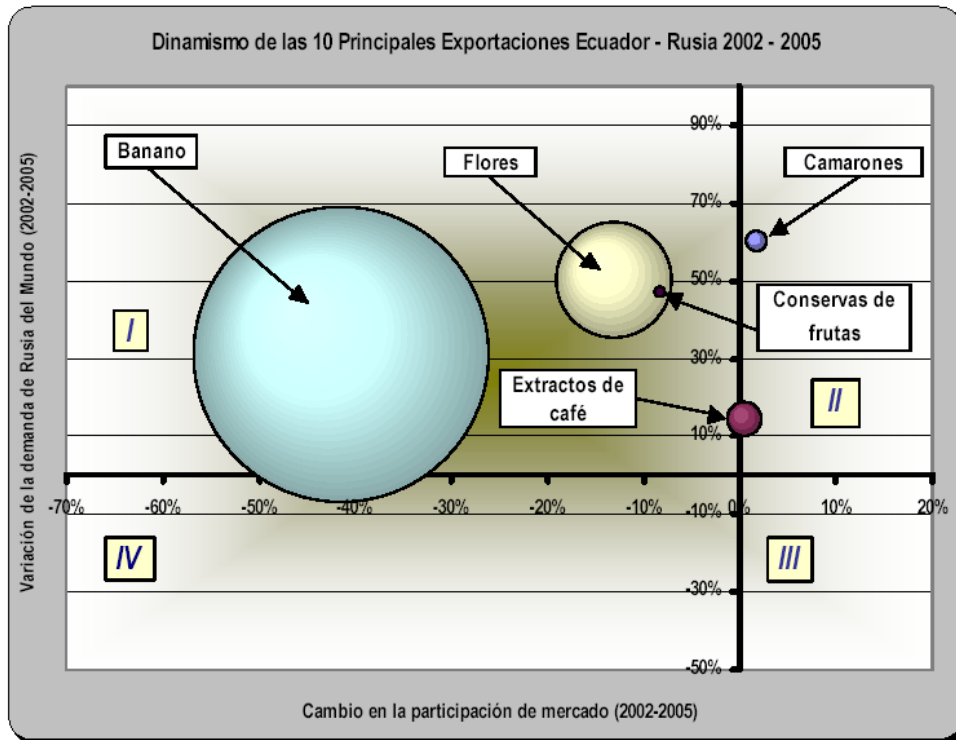 Dinamismo de las 10 Principales Exportaciones Ecuador - Rusia 2002 - 2005
Variación de la demanda de Rusia del Mundo (2002-2005)
90%
70%
50%
30%
10%
-10%
-30%
-50%
Banano
Flores
Camarones
Conservas de
frutas
Extractos de
café
I
II
IV
III
-70% -60% -50% -40% -30% -20% -10% 0% 10% 20%
Cambio en la participación de mercado (2002-2005)